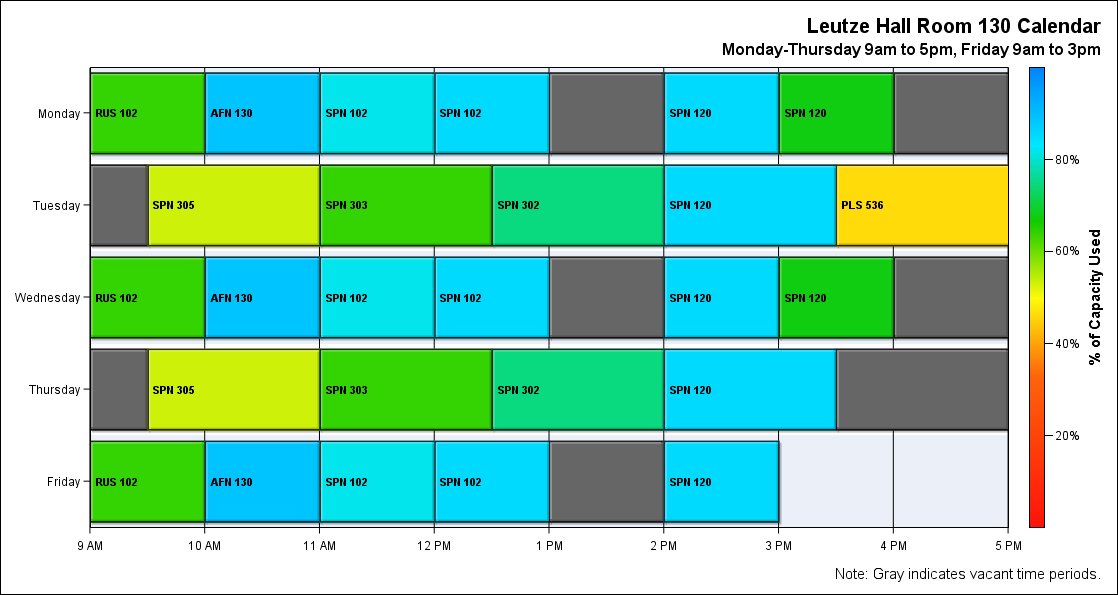 Leutze Hall Room 130 Calendar
Monday-Thursday 9am to 5pm, Friday 9am to 3pm
Monday
RUS 102 AFN 130 SPN 102 SPN 102 SPN 120 SPN 120
Tuesday
SPN 305 SPN 303 SPN 302 SPN 120 PLS 536
Wednesday
RUS 102 AFN 130 SPN 102 SPN 102 SPN 120 SPN 120
Thursday
SPN 305 SPN 303 SPN 302 SPN 120
Friday
RUS 102 AFN 130 SPN 102 SPN 102 SPN 120
9 AM 10 AM 11 AM 12 PM 1 PM 2 PM 3 PM 4 PM 5 PM
80%
60%
40%
20%
% of Capacity Used
Note: Gray indicates vacant time periods.